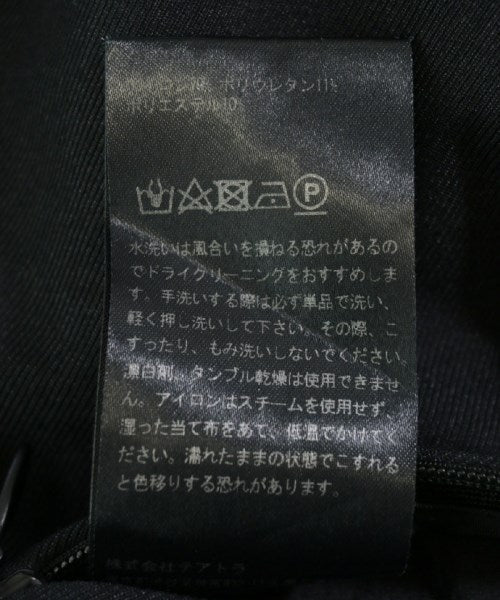 ポリウレタン11%
ポリエステル10
P
水洗いは風合いを損ねる恐れがあるの
でドライクリーニングをおすすめしま
す。手洗いする際は必ず単品で洗い、
軽く押し洗いして下さい。その際、こ
すったり、もみ洗いしないでください
漂白剤、タンブル乾燥は使用できませ
ん。アイロンはスチームを使用せず、
湿った当て布をあて、低温でかけてく
ださい。濡れたままの状態でこすれる
と色移りする恐れがあります。
株式会社テアトラ